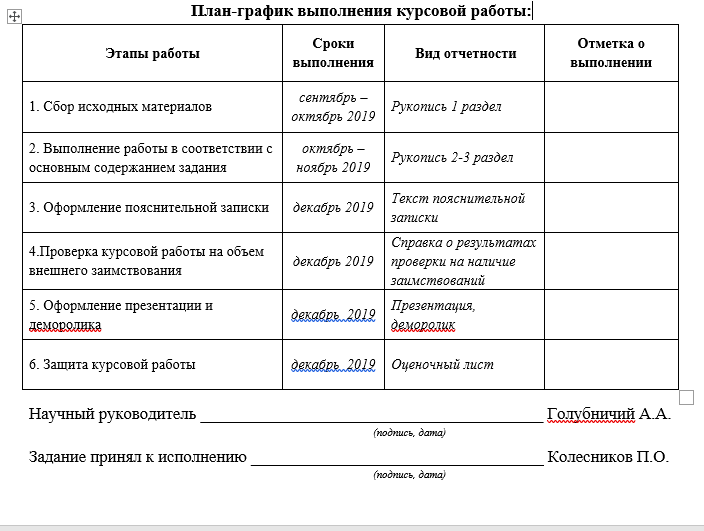 План-график выполнения курсовой работы:
Этапы работы
Сроки
выполнения
Вид отчетности
Отметка о
выполнении
1. Сбор исходных материалов
сентябрь –
октябрь 2019
Рукопись 1 раздел
2. Выполнение работы в соответствии с
основным содержанием задания
октябрь –
ноябрь 2019
Рукопись 2-3 раздел
3. Оформление пояснительной записки
декабрь 2019
Текст пояснительной
записки
4.Проверка курсовой работы на объем
внешнего заимствования
декабрь 2019
Справка о результатах
проверки на наличие
заимствований
5. Оформление презентации и
деморолика
декабрь  2019
Презентация,
деморолик
6. Защита курсовой работы
декабрь  2019
Оценочный лист
Научный руководитель ____________________ Голубничий А.А.
(подпись, дата)
Задание принял к исполнению ____________________ Колесников П.О.
(подпись, дата)